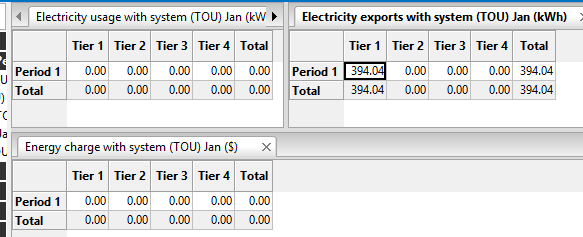 Electricity usage with system (TOU) Jan (kW
Tier 1 Tier 2 Tier 3 Tier 4 Total
Period 1 0.00 0.00 0.00 0.00 0.00
Total 0.00 0.00 0.00 0.00 0.00
Electricity exports with system (TOU) Jan (kWh)
Tier 1 Tier 2 Tier 3 Tier 4 Total
Period 1 394.04 0.00 0.00 0.00 394.04
Total 394.04 0.00 0.00 0.00 394.04
Energy charge with system (TOU) Jan ($)
Tier 1 Tier 2 Tier 3 Tier 4 Total
Period 1 0.00 0.00 0.00 0.00 0.00
Total 0.00 0.00 0.00 0.00 0.00